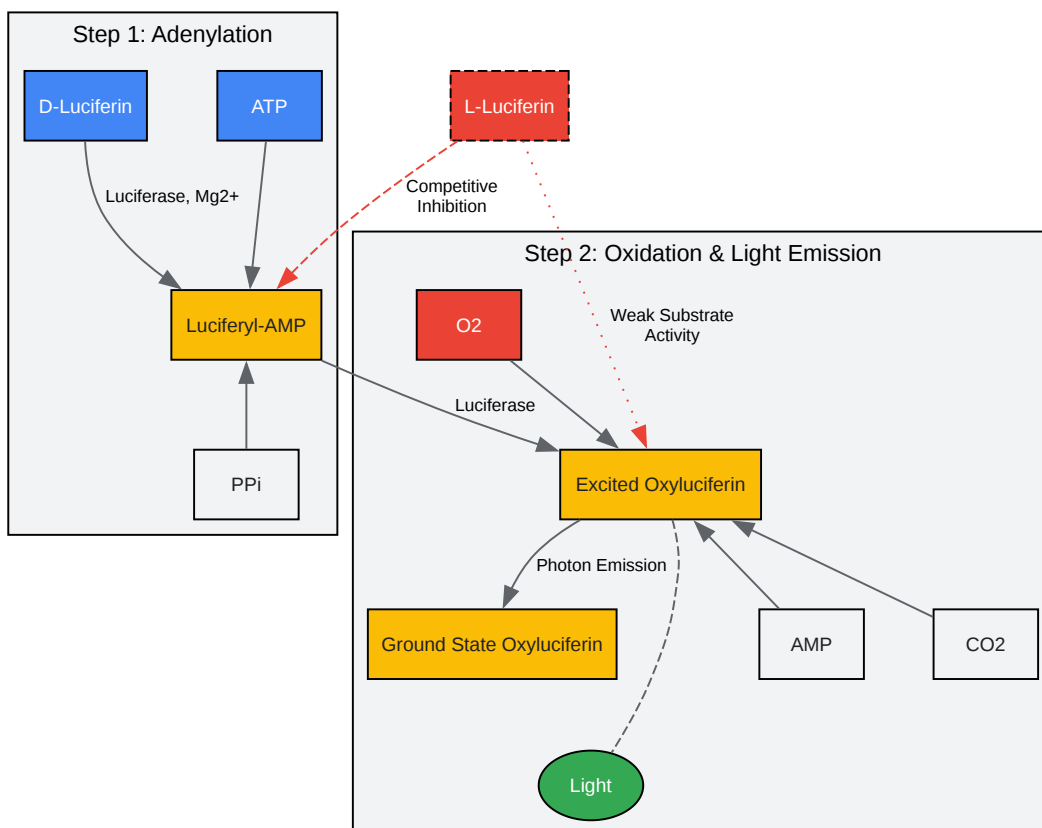 Step 1: Adenylation
D-Luciferin
ATP
L-Luciferin
Luciferase, Mg2+
Competitive
Inhibition
Step 2: Oxidation & Light Emission
Luciferyl-AMP
O2
Weak Substrate
Activity
Luciferase
PPi
Excited Oxyluciferin
Photon Emission
Ground State Oxyluciferin
AMP
CO2
Light